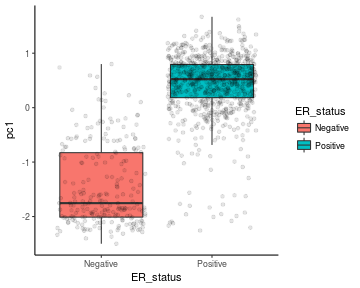 pc1
1
0
-1
-2
Negative
Positive
ER_status
ER_status
Negative
Positive